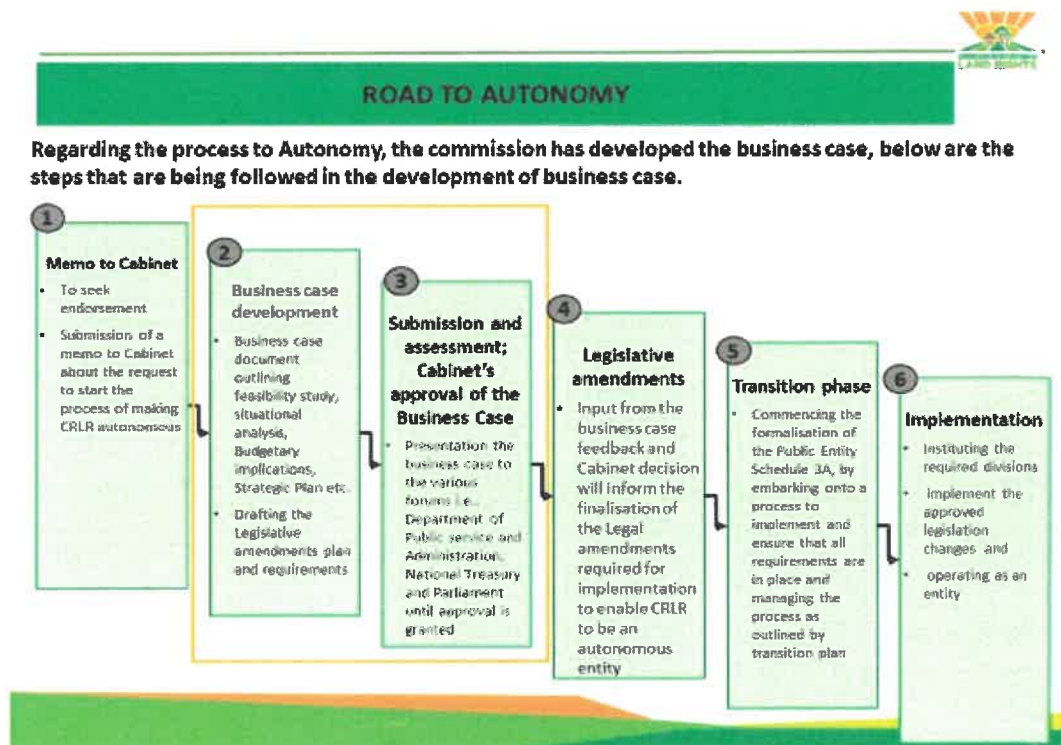 LAND RIGHTS
ROAD TO AUTONOMY
Regarding the process to Autonomy, the commission has developed the business case, below are the
steps that are being followed in the development of business case.
1
Memo to Cabinet
• To seek
endorsement
• Submission of a
memo to Cabinet
about the request
to start the
process of making
CRLR autonomous
2
Business case
development
• Business case
document
outlining
feasibility study,
situational
analysis,
Budgetary
implications,
Strategic Plan etc.
• Drafting the
Legislative
amendments plan
and requirements
3
Submission and
assessment;
Cabinet's
approval of the
Business Case
• Presentation the
business case to
the various
forums i.e.,
Department of
Public service and
Administration,
National Treasury
and Parliament
until approval is
granted
4
Legislative
amendments
• Input from the
business case
feedback and
Cabinet decision
will inform the
finalisation of
the Legal
amendments
required for
implementation
to enable CRLR
to be an
autonomous
entity
5
Transition phase
• Commencing the
formalisation of
the Public Entity
Schedule 3A, by
embarking onto a
process to
implement and
ensure that all
requirements are
in place and
managing the
process as
outlined by
transition plan
6
Implementation
• Instituting the
required divisions
• Implement the
approved
legislation
changes and
• operating as an
entity